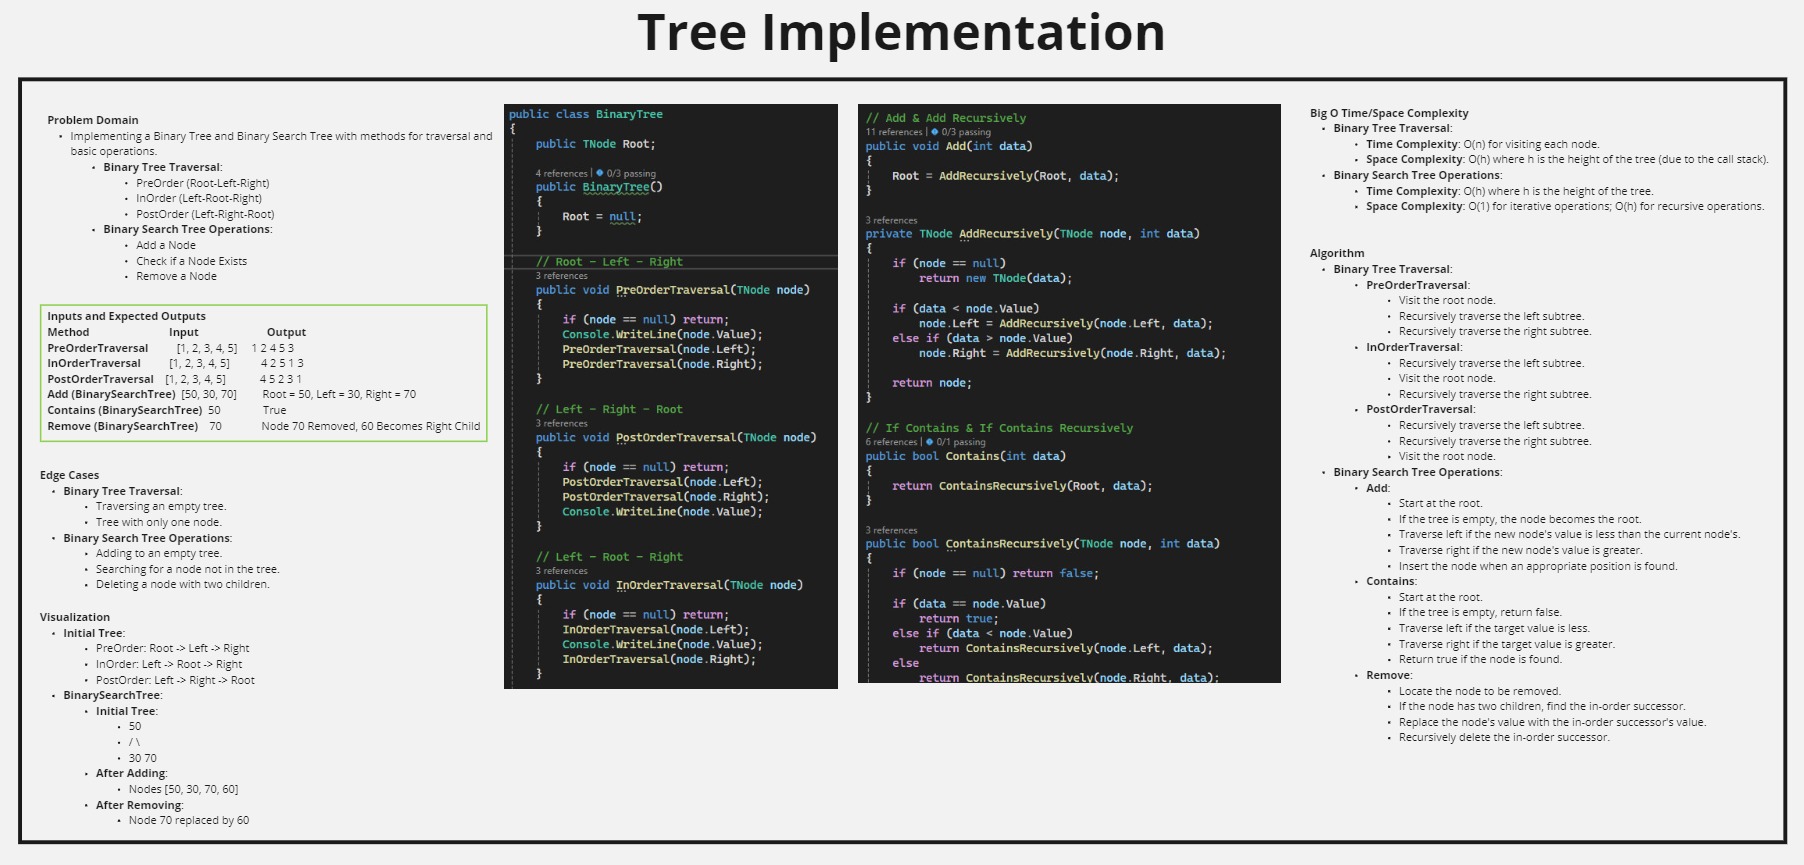 Tree Implementation
Problem Domain
• Implementing a Binary Tree and Binary Search Tree with methods for traversal and
basic operations.
• Binary Tree Traversal:
• PreOrder (Root-Left-Right)
• InOrder (Left-Root-Right)
• PostOrder (Left-Right-Root)
• Binary Search Tree Operations:
• Add a Node
• Check if a Node Exists
• Remove a Node
Inputs and Expected Outputs
Method Input Output
PreOrderTraversal [1, 2, 3, 4, 5] 1 2 4 5 3
InOrderTraversal [1, 2, 3, 4, 5] 4 2 5 1 3
PostOrderTraversal [1, 2, 3, 4, 5] 4 5 2 3 1
Add (BinarySearchTree) [50, 30, 70] Root = 50, Left = 30, Right = 70
Contains (BinarySearchTree) 50 True
Remove (BinarySearchTree) 70 Node 70 Removed, 60 Becomes Right Child
Edge Cases
• Binary Tree Traversal:
• Traversing an empty tree.
• Tree with only one node.
• Binary Search Tree Operations:
• Adding to an empty tree.
• Searching for a node not in the tree.
• Deleting a node with two children.
Visualization
• Initial Tree:
• PreOrder: Root -> Left -> Right
• InOrder: Left -> Root -> Right
• PostOrder: Left -> Right -> Root
• BinarySearchTree:
• Initial Tree:
• 50
• / \
• 30 70
• After Adding:
• Nodes [50, 30, 70, 60]
• After Removing:
• Node 70 replaced by 60
public class BinaryTree
{
public TNode Root;
4 references | 0/3 passing
public BinaryTree()
{
Root = null;
}
// Root - Left - Right
3 references
public void PreOrderTraversal(TNode node)
{
if (node == null) return;
Console.WriteLine(node.Value);
PreOrderTraversal(node.Left);
PreOrderTraversal(node.Right);
}
// Left - Right - Root
3 references
public void PostOrderTraversal(TNode node)
{
if (node == null) return;
PostOrderTraversal(node.Left);
PostOrderTraversal(node.Right);
Console.WriteLine(node.Value);
}
// Left - Root - Right
3 references
public void InOrderTraversal(TNode node)
{
if (node == null) return;
InOrderTraversal(node.Left);
Console.WriteLine(node.Value);
InOrderTraversal(node.Right);
}
// Add & Add Recursively
11 references | 0/3 passing
public void Add(int data)
{
Root = AddRecursively(Root, data);
}
3 references
private TNode AddRecursively(TNode node, int data)
{
if (node == null)
return new TNode(data);
if (data < node.Value)
node.Left = AddRecursively(node.Left, data);
else if (data > node.Value)
node.Right = AddRecursively(node.Right, data);
return node;
}
// If Contains & If Contains Recursively
6 references | 0/1 passing
public bool Contains(int data)
{
return ContainsRecursively(Root, data);
}
3 references
public bool ContainsRecursively(TNode node, int data)
{
if (node == null) return false;
if (data == node.Value)
return true;
else if (data < node.Value)
return ContainsRecursively(node.Left, data);
else
return ContainsRecursively(node.Right, data);
Big O Time/Space Complexity
• Binary Tree Traversal:
• Time Complexity: O(n) for visiting each node.
• Space Complexity: O(h) where h is the height of the tree (due to the call stack).
• Binary Search Tree Operations:
• Time Complexity: O(h) where h is the height of the tree.
• Space Complexity: O(1) for iterative operations; O(h) for recursive operations.
Algorithm
• Binary Tree Traversal:
• PreOrderTraversal:
• Visit the root node.
• Recursively traverse the left subtree.
• Recursively traverse the right subtree.
• InOrderTraversal:
• Recursively traverse the left subtree.
• Visit the root node.
• Recursively traverse the right subtree.
• PostOrderTraversal:
• Recursively traverse the left subtree.
• Recursively traverse the right subtree.
• Visit the root node.
• Binary Search Tree Operations:
• Add:
• Start at the root.
• If the tree is empty, the node becomes the root.
• Traverse left if the new node's value is less than the current node's.
• Traverse right if the new node's value is greater.
• Insert the node when an appropriate position is found.
• Contains:
• Start at the root.
• If the tree is empty, return false.
• Traverse left if the target value is less.
• Traverse right if the target value is greater.
• Return true if the node is found.
• Remove:
• Locate the node to be removed.
• If the node has two children, find the in-order successor.
• Replace the node's value with the in-order successor's value.
• Recursively delete the in-order successor.